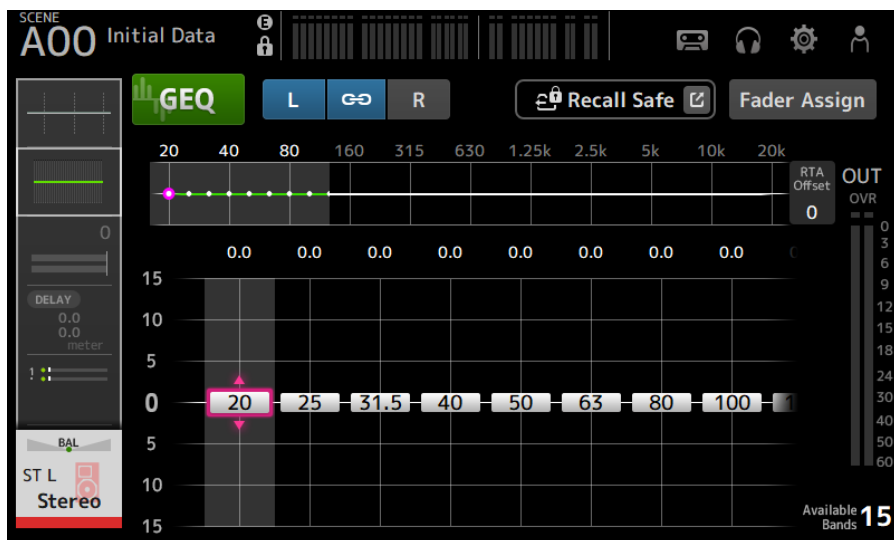 SCENE
A00 Initial Data
E
GEQ
L
R
Recall Safe
Fader Assign
20 40 80 160 315 630 1.25k 2.5k 5k 10k 20k
RTA
Offset
0
OUT
OVR
0
3
6
9
12
15
18
24
30
40
50
60
0
DELAY
0.0
0.0
meter
1
BAL
ST L
Stereo
0.0 0.0 0.0 0.0 0.0 0.0 0.0 0.0
15
10
5
0
5
10
15
20 25 31.5 40 50 63 80 100
Available
Bands 15